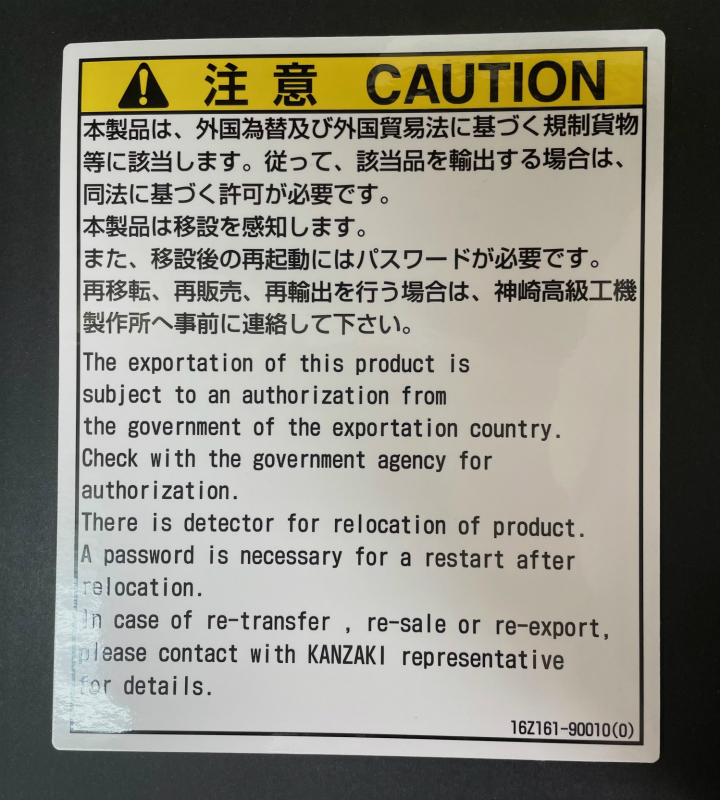 注意 CAUTION
本製品は、外国為替及び外国貿易法に基づく規制貨物
等に該当します。従って、該当品を輸出する場合は、
同法に基づく許可が必要です。
本製品は移設を感知します。
また、移設後の再起動にはパスワードが必要です。
再移転、再販売、再輸出を行う場合は、神崎高級工機
製作所へ事前に連絡して下さい。
The exportation of this product is
subject to an authorization from
the government of the exportation country.
Check with the government agency for
authorization.
There is detector for relocation of product.
A password is necessary for a restart after
relocation.
In case of re-transfer , re-sale or re-export,
please contact with KANZAKI representative
for details.
16Z161-90010(0)